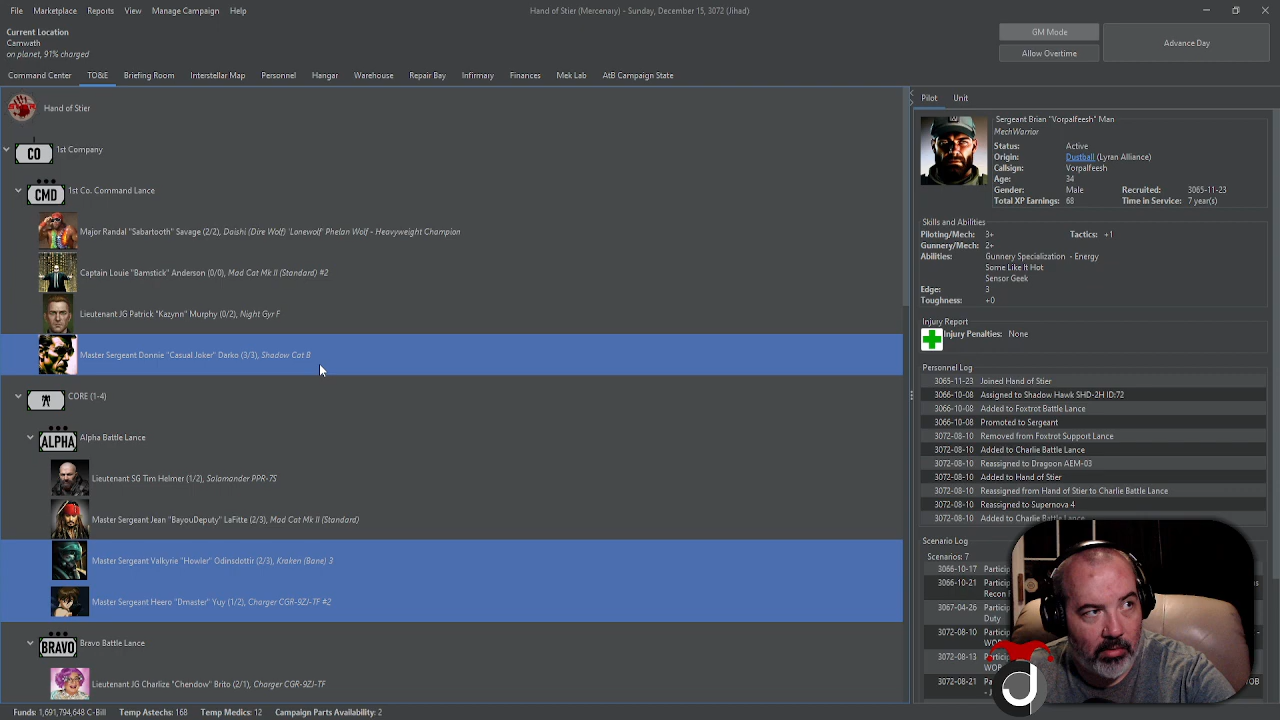 File Marketplace Reports View Manage Campaign Help
Hand of Stier (Mercenary) - Sunday, December 15, 3072 (Jihad)
Current Location
Camwath
on planet, 91% charged
GM Mode
Allow Overtime
Advance Day
Command Center TO&E Briefing Room Interstellar Map Personnel Hangar Warehouse Repair Bay Infirmary Finances Mek Lab AtB Campaign State
Hand of Stier
CO 1st Company
CMD 1st Co. Command Lance
Major Randal "Sabartooth" Savage (2/2), Daishi (Dire Wolf) 'Lonewolf' Phelan Wolf - Heavyweight Champion
Captain Louie "Bamstick" Anderson (0/0), Mad Cat Mk II (Standard) #2
Lieutenant JG Patrick "Kazynn" Murphy (0/2), Night Gyr F
Master Sergeant Donnie "Casual Joker" Darko (3/3), Shadow Cat B
CORE (1-4)
ALPHA Alpha Battle Lance
Lieutenant SG Tim Helmer (1/2), Salamander PPR-7S
Master Sergeant Jean "BayouDeputy" LaFitte (2/3), Mad Cat Mk II (Standard)
Master Sergeant Valkyrie "Howler" Odinsdottir (2/3), Kraken (Bane) 3
Master Sergeant Heero "Dmaster" Yuy (1/2), Charger CGR-9ZJ-TF #2
BRAVO Bravo Battle Lance
Lieutenant JG Charlize "Chendow" Brito (2/1), Charger CGR-9ZJ-TF
Pilot Unit
Sergeant Brian "Vorpalfeesh" Man
MechWarrior
Status: Active
Origin: Dustball (Lyran Alliance)
Callsign: Vorpalfeesh
Age: 34
Gender: Male Recruited: 3065-11-23
Total XP Earnings: 68 Time in Service: 7 year(s)
Skills and Abilities
Piloting/Mech: 3+ Tactics: +1
Gunnery/Mech: 2+
Abilities: Gunnery Specialization - Energy
Some Like It Hot
Sensor Geek
Edge: 3
Toughness: +0
Injury Report
Injury Penalties: None
Personnel Log
3065-11-23 Joined Hand of Stier
3066-10-08 Assigned to Shadow Hawk SHD-2H ID:72
3066-10-08 Added to Foxtrot Battle Lance
3066-10-08 Promoted to Sergeant
3072-08-10 Removed from Foxtrot Support Lance
3072-08-10 Added to Charlie Battle Lance
3072-08-10 Reassigned to Dragoon AEM-03
3072-08-10 Added to Hand of Stier
3072-08-10 Reassigned from Hand of Stier to Charlie Battle Lance
3072-08-10 Reassigned to Supernova 4
3072-08-10 Added to Charlie Battle Lance
Scenario Log
Scenarios: 7
3066-10-17
3066-10-21
Recon
3067-04-26
Duty
3072-08-10
WOB
3072-08-13
3072-08-21
Funds: 1,691,794,648 C-Bill Temp Astechs: 168 Temp Medics: 12 Campaign Parts Availability: 2